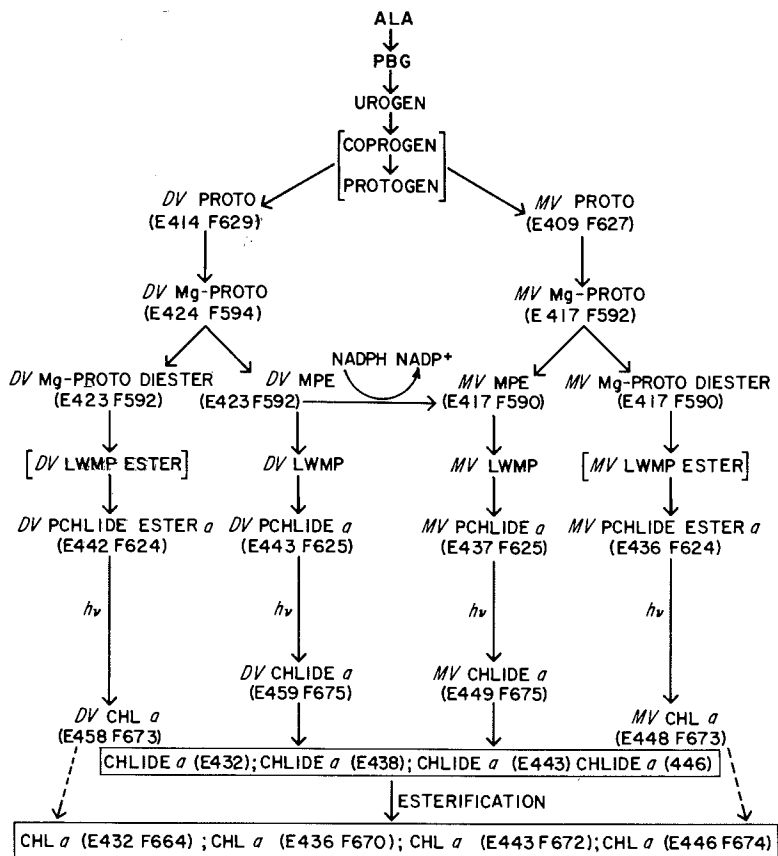 ALA
PBG
UROGEN
[COPROGEN
PROTOGEN]
DV PROTO
(E414 F629)
MV PROTO
(E409 F627)
DV Mg-PROTO
(E424 F594)
MV Mg-PROTO
(E417 F592)
NADPH NADP+
DV Mg-PROTO DIESTER
(E423 F592)
DV MPE
(E423 F592)
MV MPE
(E417 F590)
MV Mg-PROTO DIESTER
(E417 F590)
[DV LWMP ESTER]
DV LWMP
MV LWMP
[MV LWMP ESTER]
DV PCHLIDE ESTER a
(E442 F624)
DV PCHLIDE a
(E443 F625)
MV PCHLIDE a
(E437 F625)
MV PCHLIDE ESTER a
(E436 F624)
hν
hν
hν
hν
DV CHLIDE a
(E459 F675)
MV CHLIDE a
(E449 F675)
DV CHL a
(E458 F673)
MV CHL a
(E448 F673)
CHLIDE a (E432); CHLIDE a (E438); CHLIDE a (E443) CHLIDE a (446)
ESTERIFICATION
CHL a (E432 F664) ; CHL a (E436 F670); CHL a (E443 F672); CHL a (E446 F674)